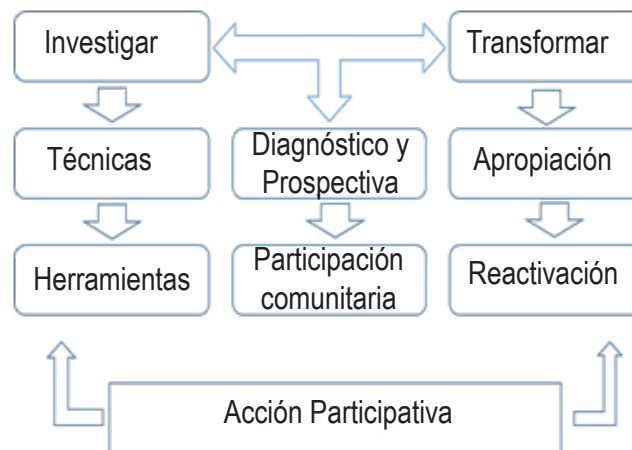 Investigar
Transformar
Técnicas
Diagnóstico y
Prospectiva
Apropiación
Herramientas
Participación
comunitaria
Reactivación
Acción Participativa